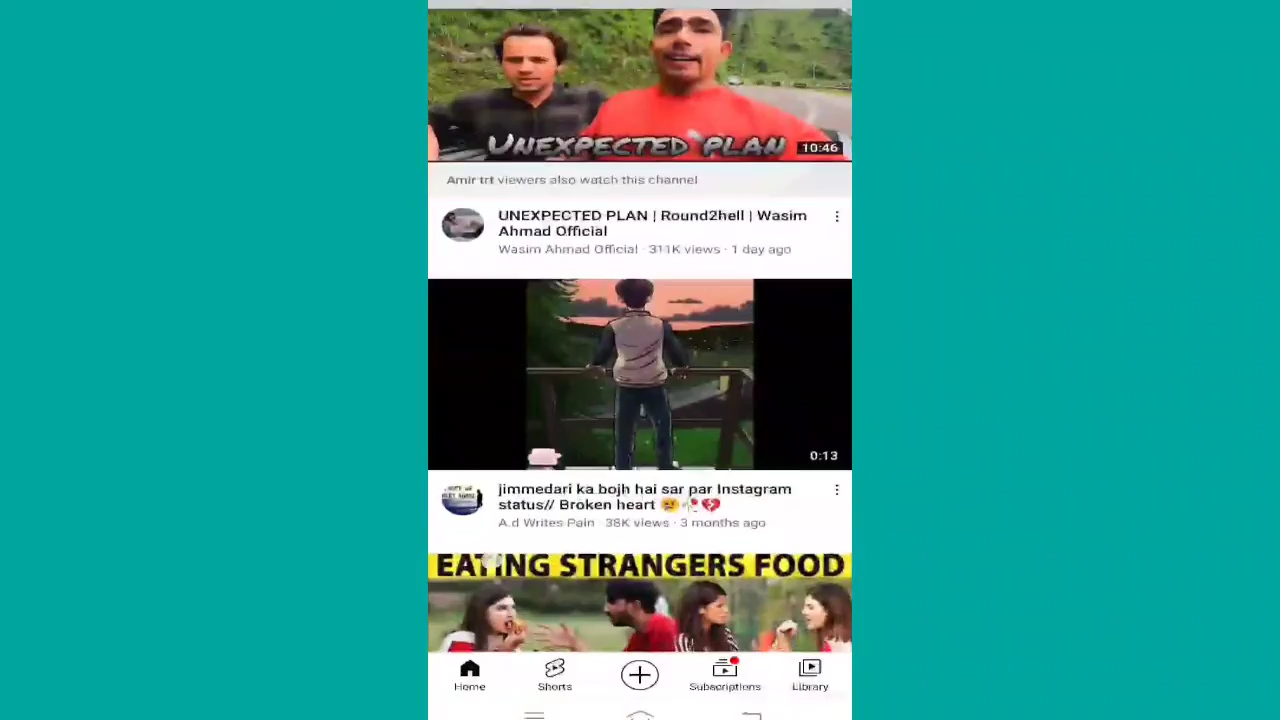 UNEXPECTED PLAN
10:46
Amir trt viewers also watch this channel
UNEXPECTED PLAN | Round2hell | Wasim
Ahmad Official
Wasim Ahmad Official · 311K views · 1 day ago
0:13
jimmedari ka bojh hai sar par Instagram
status// Broken heart 😢🥀💔
A.d Writes Pain · 38K views · 3 months ago
EATING STRANGERS FOOD
Home
Shorts
Subscriptions
Library